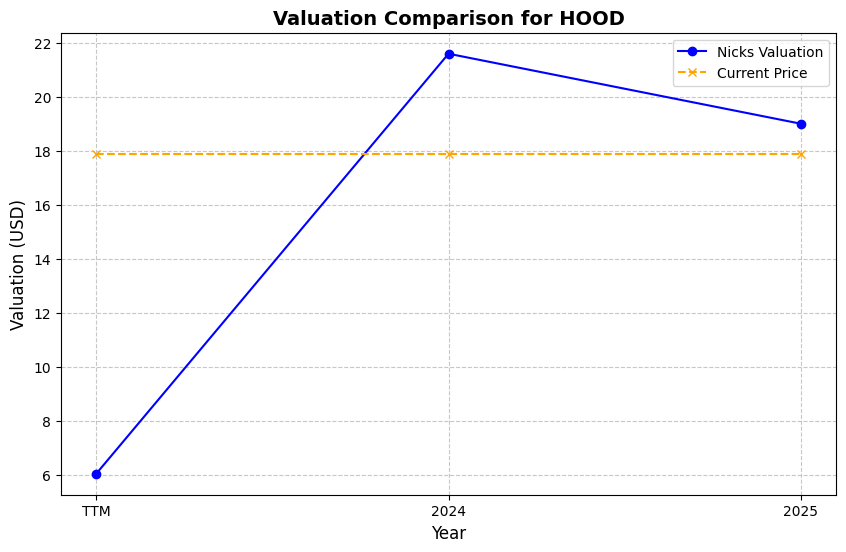 Valuation Comparison for HOOD
Nicks Valuation
Current Price
Valuation (USD)
22
20
18
16
14
12
10
8
6
TTM
2024
2025
Year